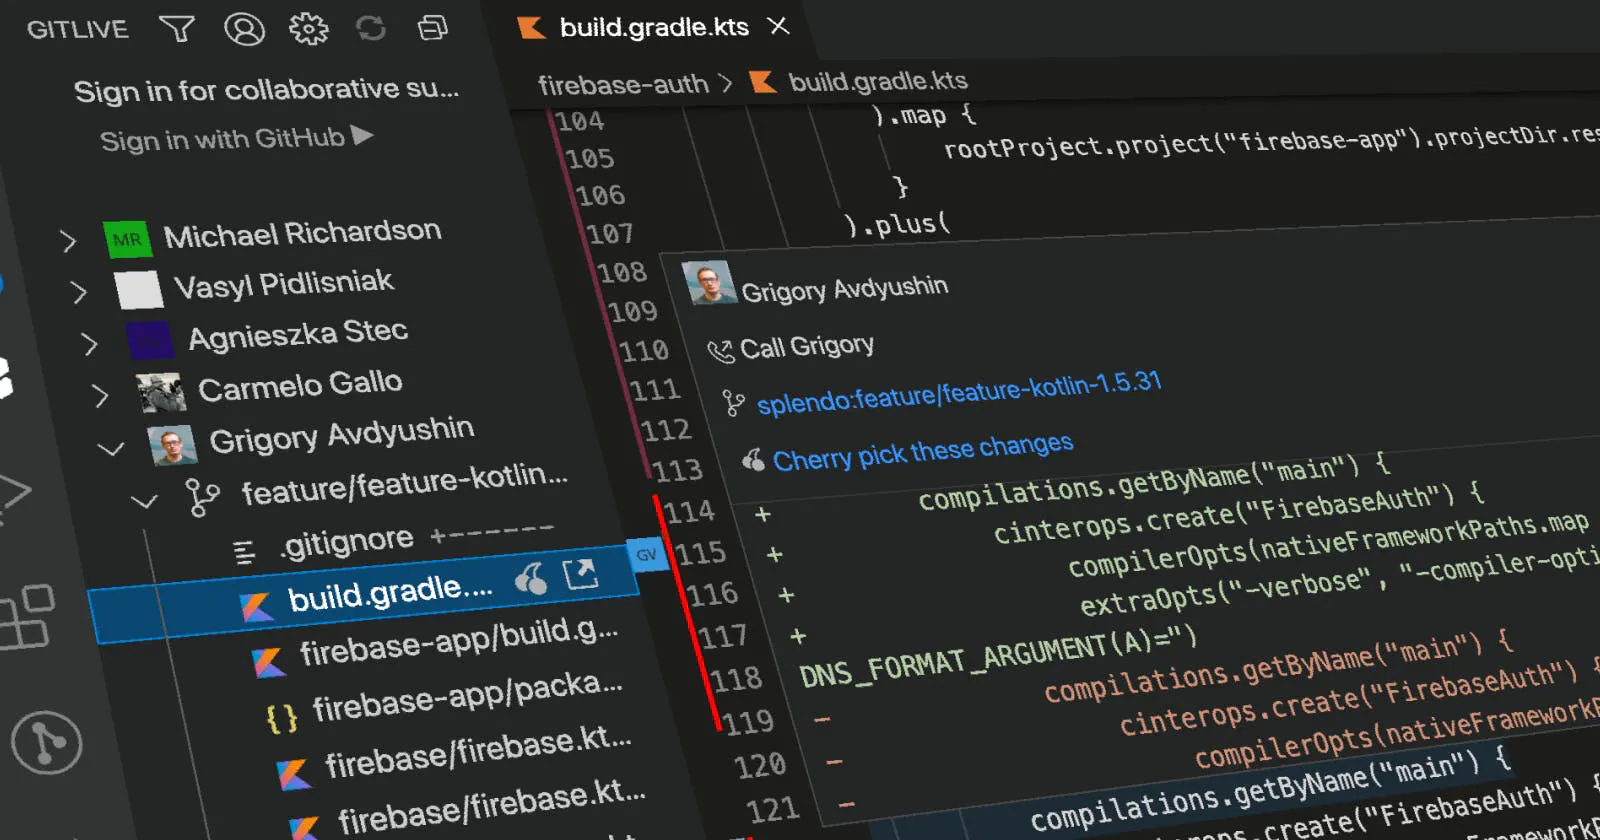 GITLIVE
Sign in for collaborative su...
Sign in with GitHub
MR Michael Richardson
Vasyl Pidlisniak
Agnieszka Stec
Carmelo Gallo
Grigory Avdyushin
feature/feature-kotlin...
.gitignore +------
build.gradle....
firebase-app/build.g...
firebase-app/packa...
firebase/firebase.kt...
firebase/firebase.kt...
build.gradle.kts
firebase-auth > build.gradle.kts
104 ).map {
105 rootProject.project("firebase-app").projectDir.res
106 }
107 ).plus(
108
109
110
111
112
113
114
GV 115
116
117
118
119
120
121
Grigory Avdyushin
Call Grigory
splendo:feature/feature-kotlin-1.5.31
Cherry pick these changes
+ compilations.getByName("main") {
+ cinterops.create("FirebaseAuth") {
+ compilerOpts(nativeFrameworkPaths.map
+ extraOpts("-verbose", "-compiler-opti
DNS_FORMAT_ARGUMENT(A)=")
- compilations.getByName("main") {
- cinterops.create("FirebaseAuth") {
- compilerOpts(nativeFrameworkP
compilations.getByName("main") {
cinterops.create("FirebaseAuth") {